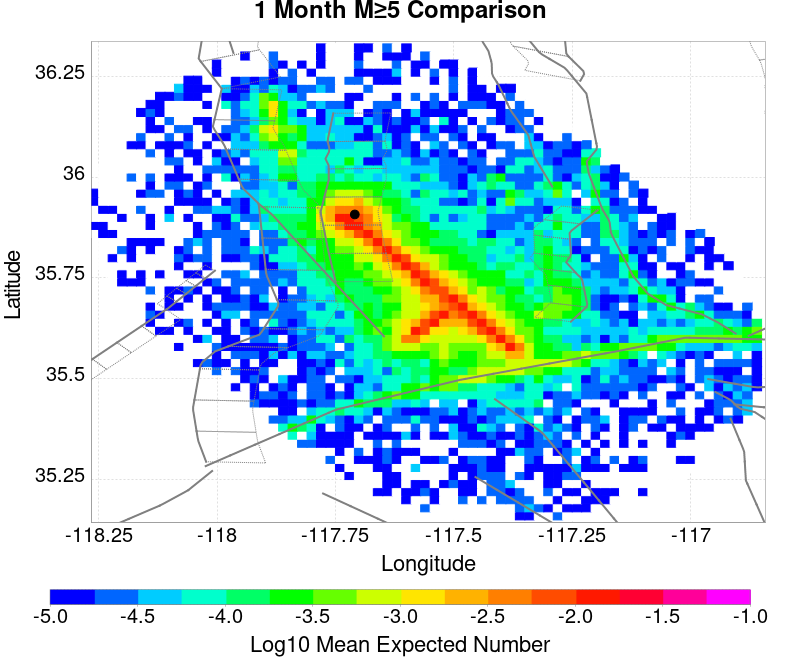 1 Month M≥5 Comparison
36.25
36
35.75
35.5
35.25
Latitude
-118.25 -118 -117.75 -117.5 -117.25 -117
Longitude
-5.0 -4.5 -4.0 -3.5 -3.0 -2.5 -2.0 -1.5 -1.0
Log10 Mean Expected Number